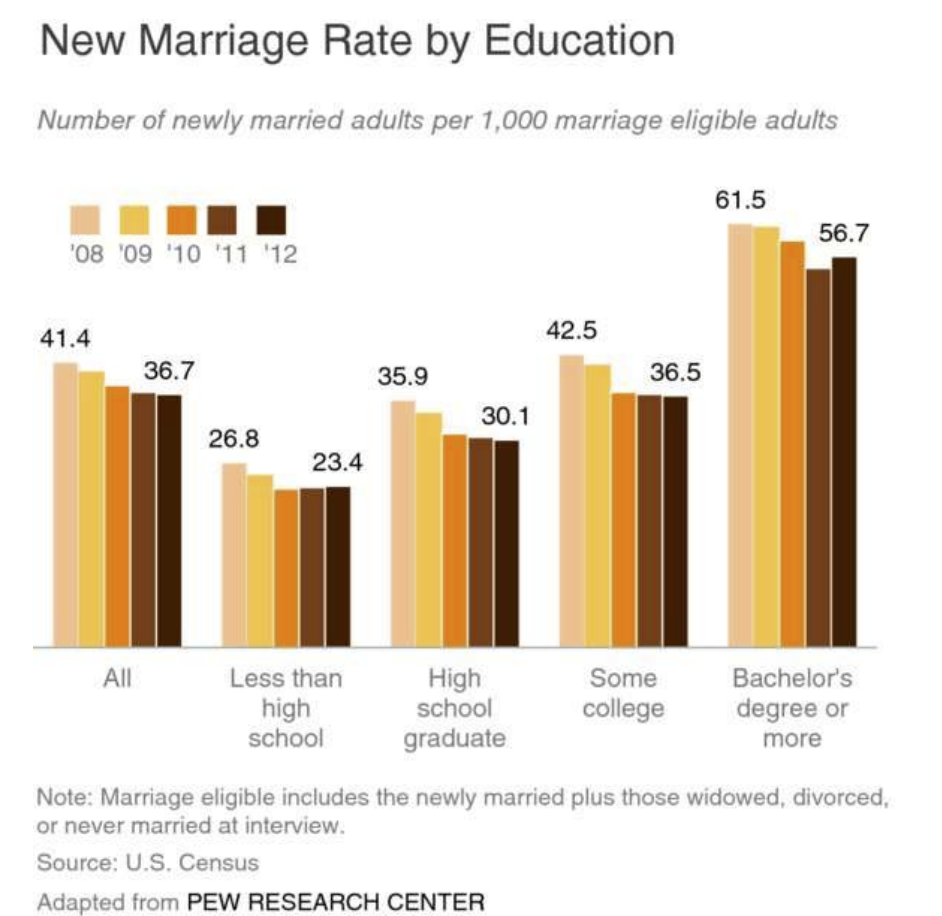 New Marriage Rate by Education
Number of newly married adults per 1,000 marriage eligible adults
'08 '09 '10 '11 '12
41.4
36.7
26.8
23.4
35.9
30.1
42.5
36.5
61.5
56.7
All
Less than
high
school
High
school
graduate
Some
college
Bachelor's
degree or
more
Note: Marriage eligible includes the newly married plus those widowed, divorced,
or never married at interview.
Source: U.S. Census
Adapted from PEW RESEARCH CENTER